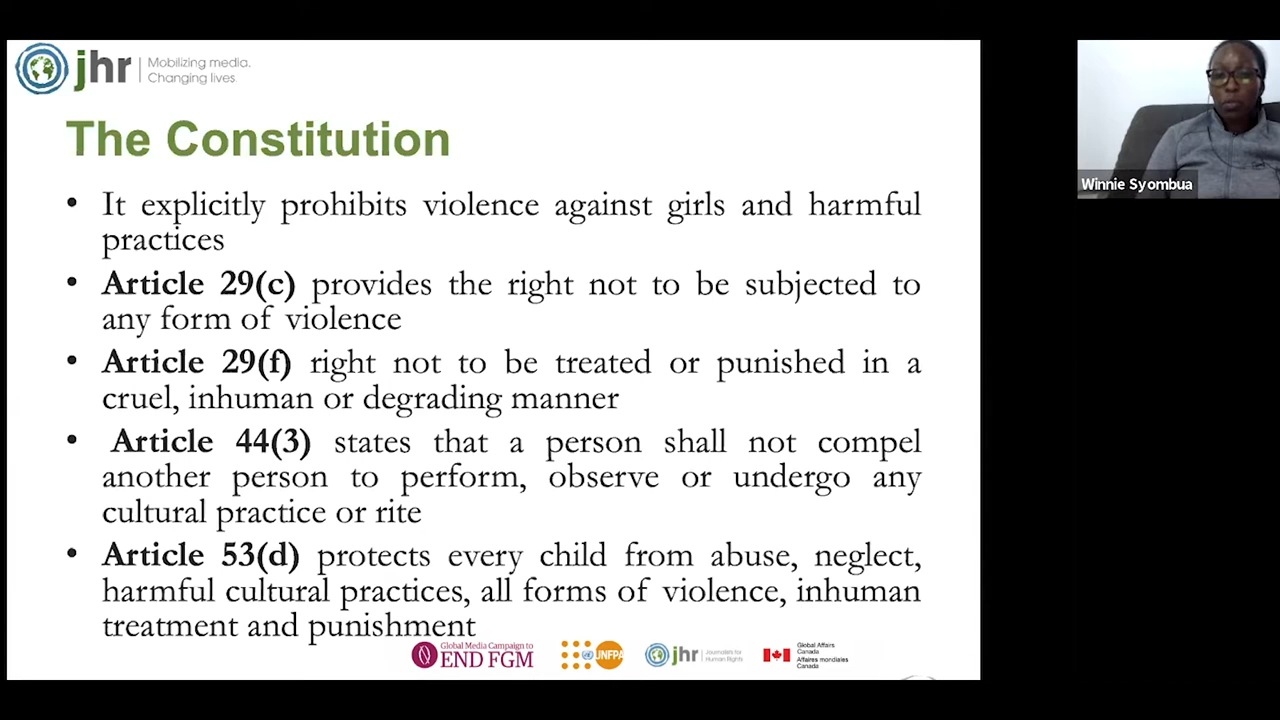 jhr
Mobilizing media.
Changing lives.
The Constitution
• It explicitly prohibits violence against girls and harmful
practices
• Article 29(c) provides the right not to be subjected to
any form of violence
• Article 29(f) right not to be treated or punished in a
cruel, inhuman or degrading manner
• Article 44(3) states that a person shall not compel
another person to perform, observe or undergo any
cultural practice or rite
• Article 53(d) protects every child from abuse, neglect,
harmful cultural practices, all forms of violence, inhuman
treatment and punishment
Global Media Campaign to
END FGM
UNFPA
jhr
Journalists for
Human Rights
Global Affairs
Canada
Affaires mondiales
Canada
Winnie Syombua